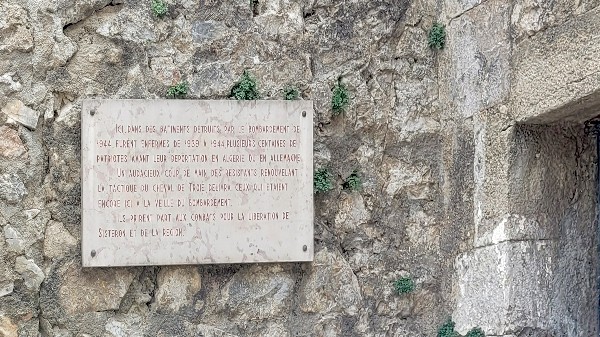 ICI, DANS DES BATIMENTS DETRUITS PAR LE BOMBARDEMENT DE
1944 FURENT ENFERMES DE 1939 A 1944 PLUSIEURS CENTAINES DE
PATRIOTES AVANT LEUR DEPORTATION EN ALGERIE OU EN ALLEMAGNE.
UN AUDACIEUX COUP DE MAIN DES RESISTANTS RENOUVELANT
LA TACTIQUE DU CHEVAL DE TROIE DELIVRA CEUX QUI ETAIENT
ENCORE ICI A LA VEILLE DU BOMBARDEMENT.
ILS PRIRENT PART AUX COMBATS POUR LA LIBERATION DE
SISTERON ET DE LA REGION.